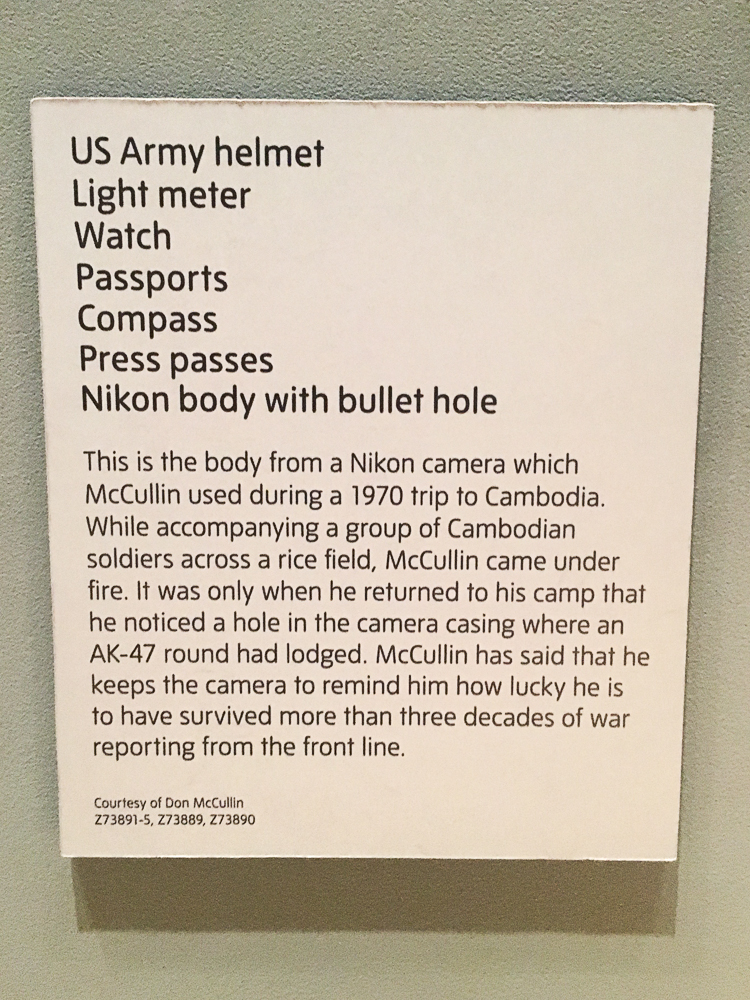 US Army helmet
Light meter
Watch
Passports
Compass
Press passes
Nikon body with bullet hole
This is the body from a Nikon camera which
McCullin used during a 1970 trip to Cambodia.
While accompanying a group of Cambodian
soldiers across a rice field, McCullin came under
fire. It was only when he returned to his camp that
he noticed a hole in the camera casing where an
AK-47 round had lodged. McCullin has said that he
keeps the camera to remind him how lucky he is
to have survived more than three decades of war
reporting from the front line.
Courtesy of Don McCullin
Z73891-5, Z73889, Z73890